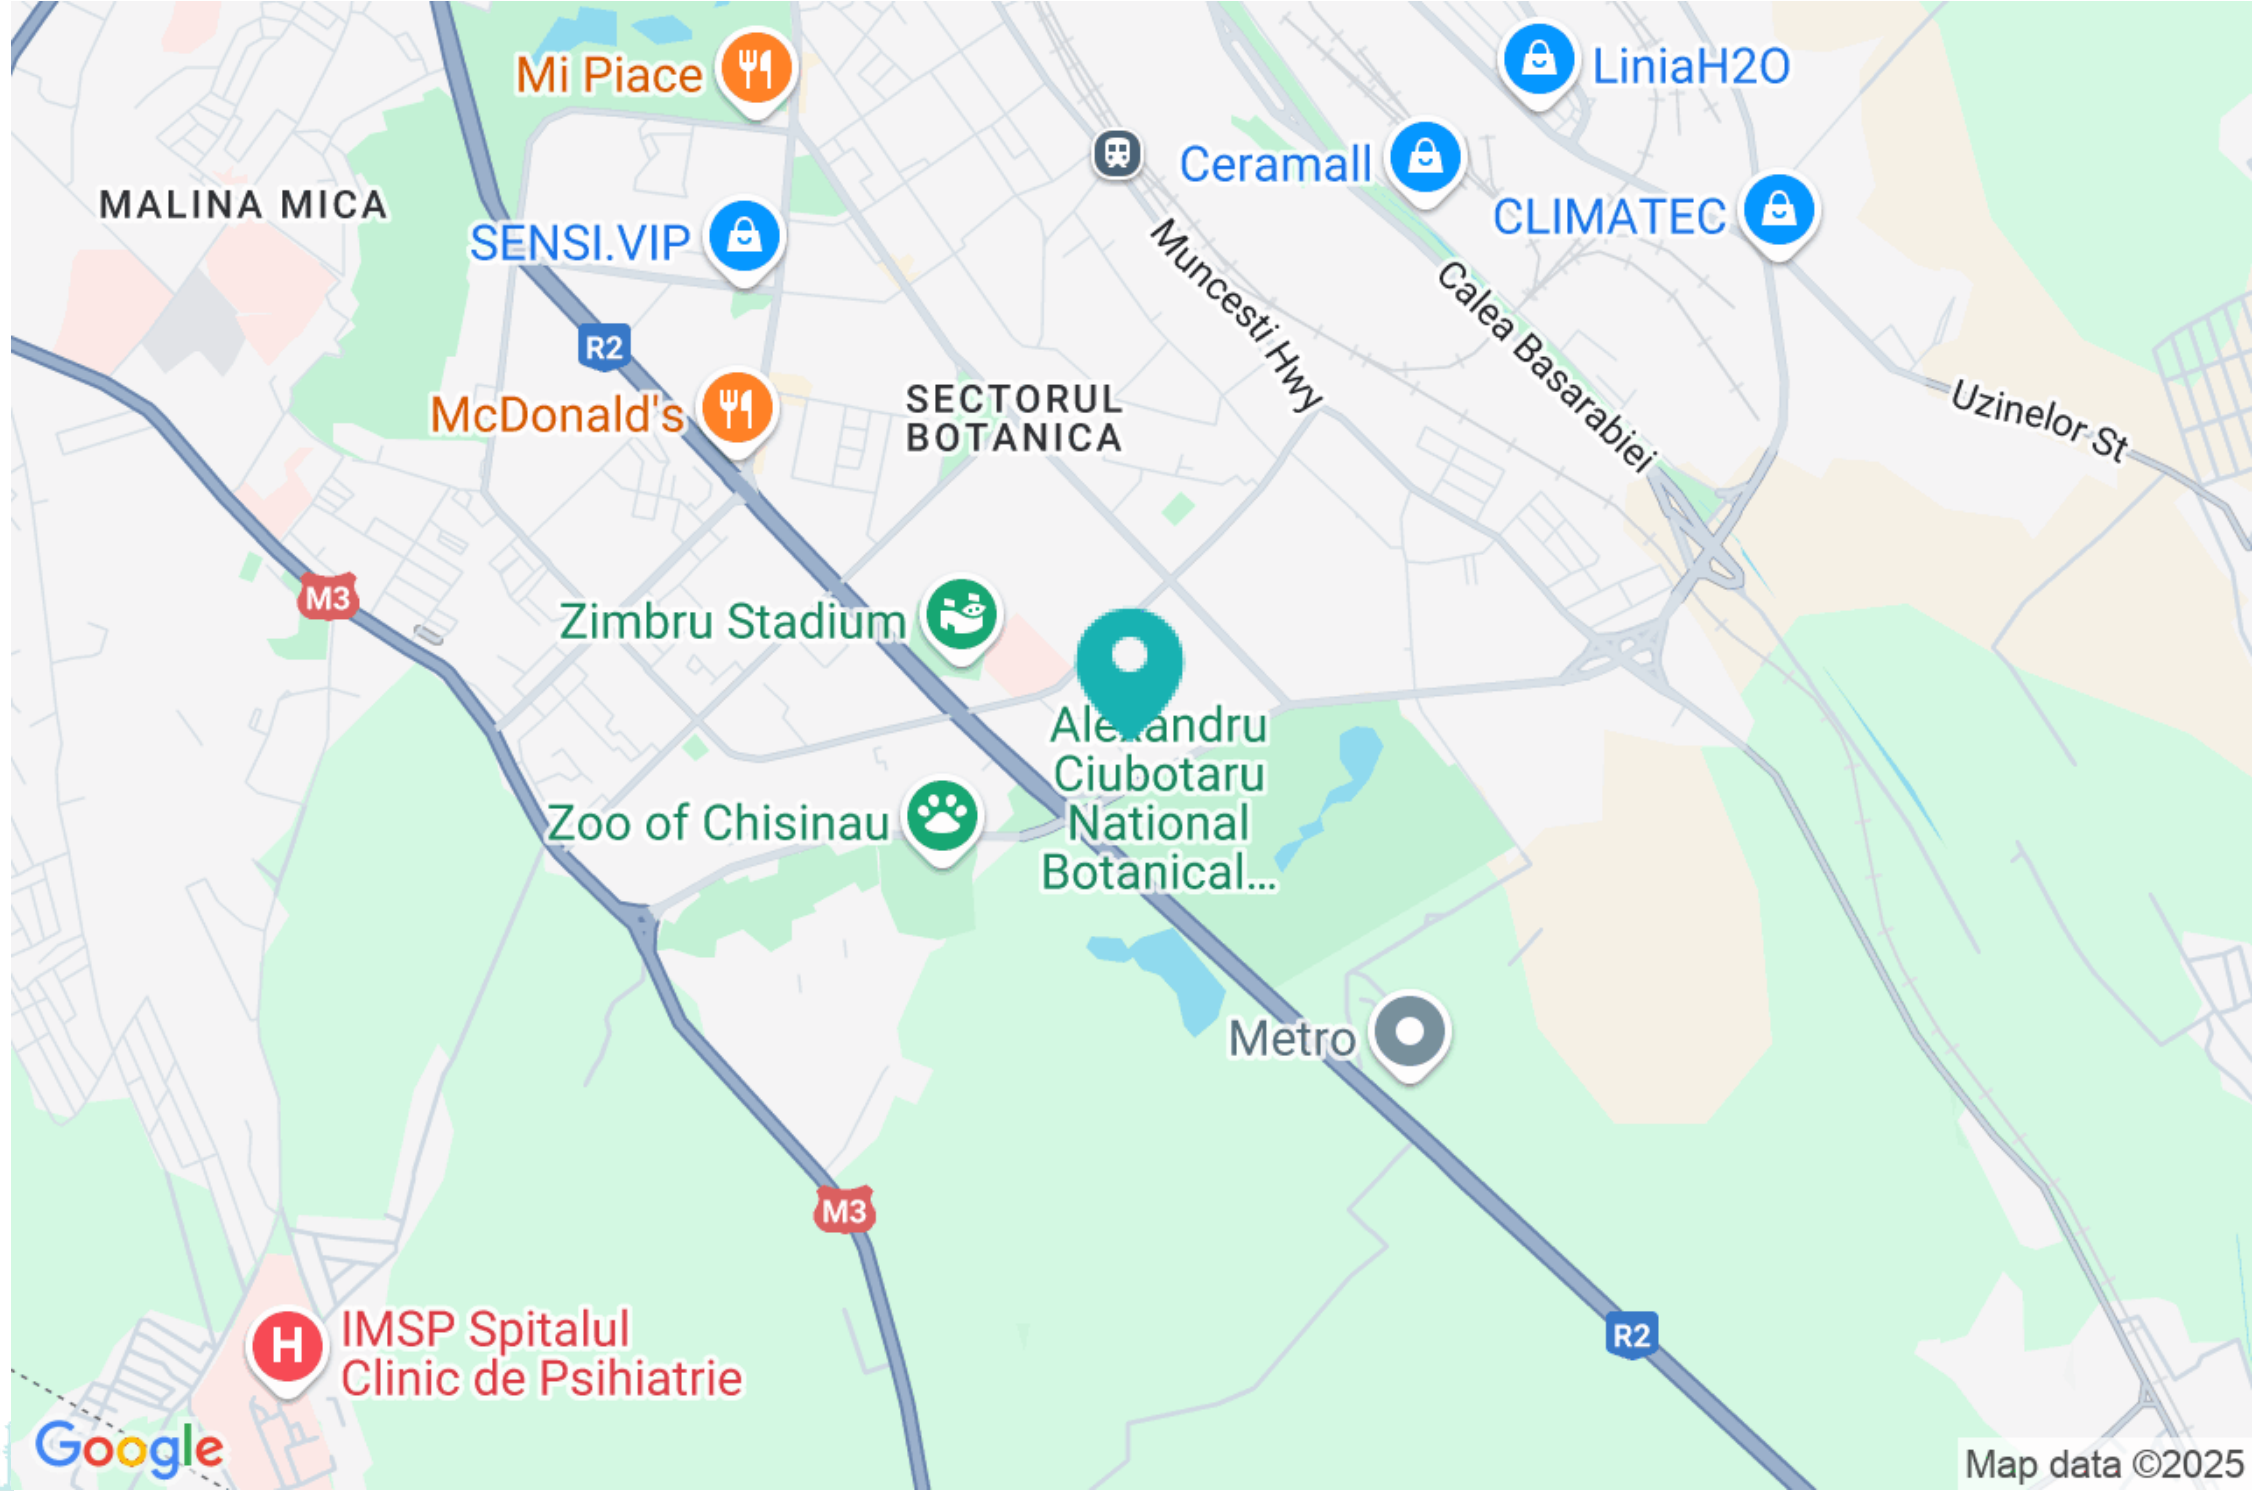 Mi Piace
LiniaH2O
Ceramall
MALINA MICA
CLIMATEC
SENSI.VIP
Muncesti Hwy
Calea Basarabiei
R2
McDonald's
SECTORUL
BOTANICA
Uzinelor St
M3
Zimbru Stadium
Alexandru
Ciubotaru
National
Botanical...
Zoo of Chisinau
Metro
M3
R2
H
IMSP Spitalul
Clinic de Psihiatrie
Google
Map data ©2025